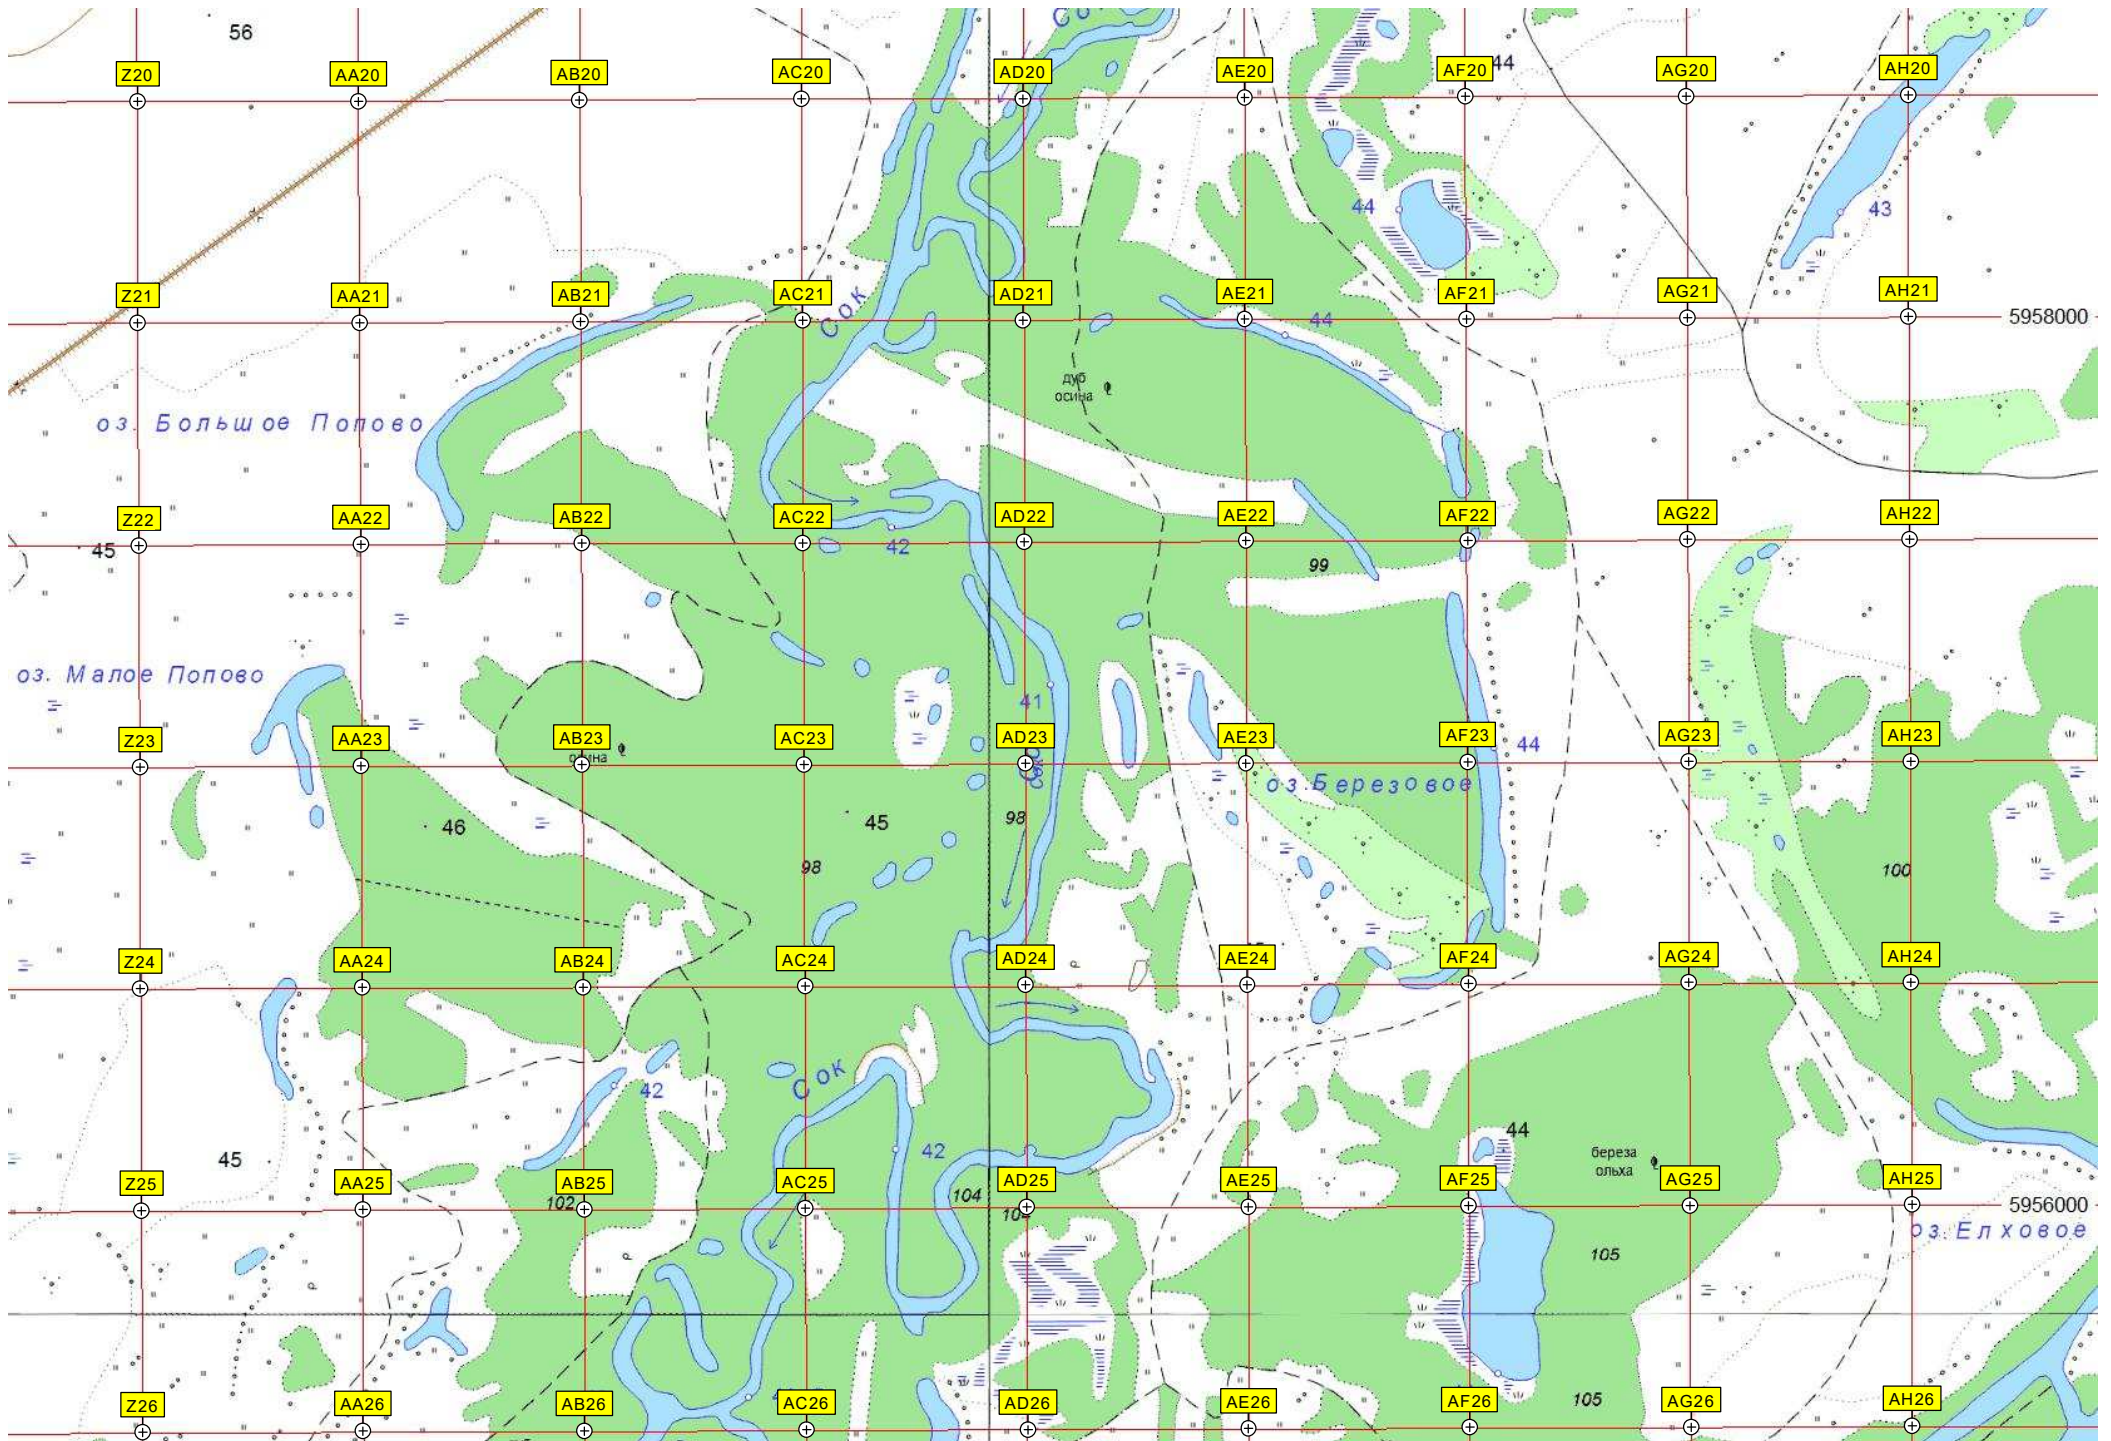 56
Со
44
Z20 AA20 AB20 AC20 AD20 AE20 AF20 AG20 AH20
44
43
Z21 AA21 AB21 AC21 AD21 AE21 AF21 AG21 AH21
Сок
44
5958000
дуб
осина
оз. Большое Попово
Z22 AA22 AB22 AC22 AD22 AE22 AF22 AG22 AH22
45
42
99
оз. Малое Попово
41
Z23 AA23 AB23 AC23 AD23 AE23 AF23 AG23 AH23
44
Сок
оз. Березовое
46
45
98
98
100
Z24 AA24 AB24 AC24 AD24 AE24 AF24 AG24 AH24
Сок
42
42
44
45
береза
ольха
Z25 AA25 AB25 AC25 AD25 AE25 AF25 AG25 AH25
102
104
104
5956000
оз. Елховое
105
Z26 AA26 AB26 AC26 AD26 AE26 AF26 AG26 AH26
105